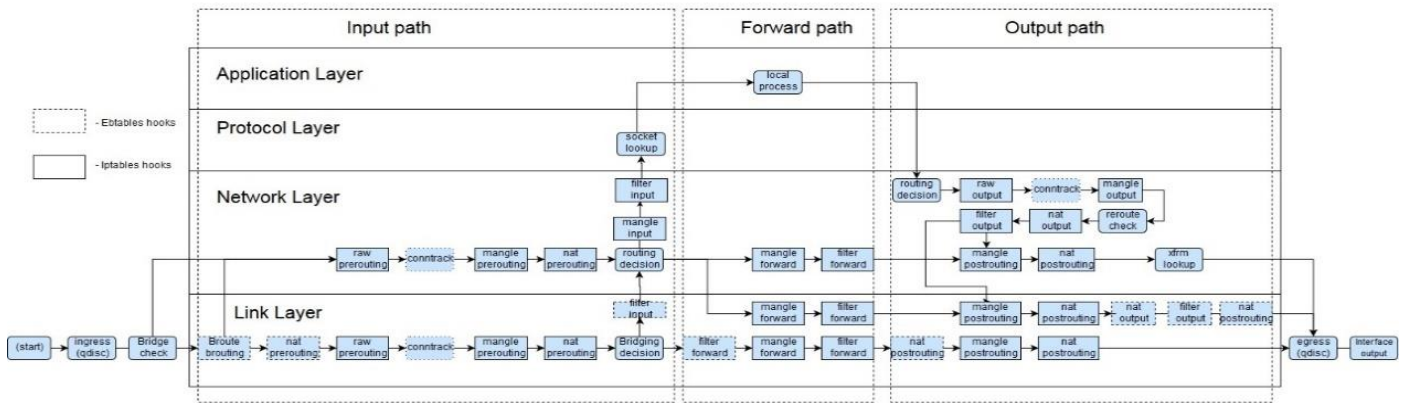 Input path
Forward path
Output path
Application Layer
local
process
- Ebtables hooks
Protocol Layer
socket
lookup
- Iptables hooks
Network Layer
filter
input
mangle
input
routing
decision
raw
output
conntrack
mangle
output
filter
output
nat
output
reroute
check
raw
prerouting
conntrack
mangle
prerouting
nat
prerouting
routing
decision
mangle
forward
filter
forward
mangle
postrouting
nat
postrouting
xfrm
lookup
Link Layer
filter
input
mangle
forward
filter
forward
mangle
postrouting
nat
postrouting
nat
output
filter
output
nat
postrouting
(start)
ingress
(qdisc)
Bridge
check
Broute
brouting
nat
prerouting
raw
prerouting
conntrack
mangle
prerouting
nat
prerouting
Bridging
decision
filter
forward
mangle
forward
filter
forward
nat
postrouting
mangle
postrouting
nat
postrouting
egress
(qdisc)
Interface
output